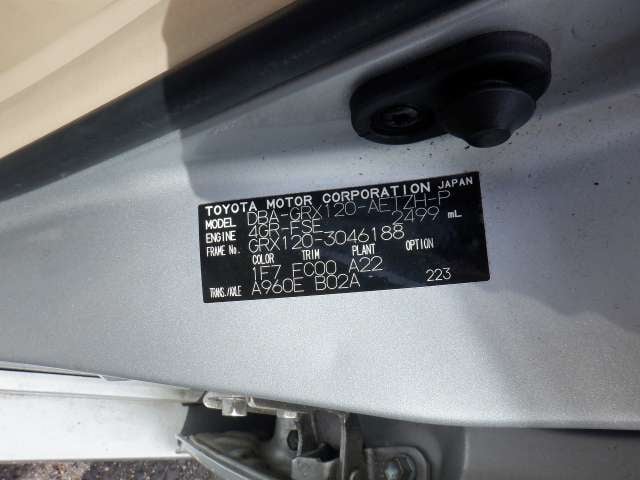 TOYOTA MOTOR CORPORATION JAPAN
MODEL DBA-GRX120-AETZH-P
ENGINE 4GR-FSE 2499 mL
FRAME No. GRX120-3046188
COLOR TRIM PLANT OPTION
1F7 FC00 A22
TRANS./AXLE A960E B02A 223